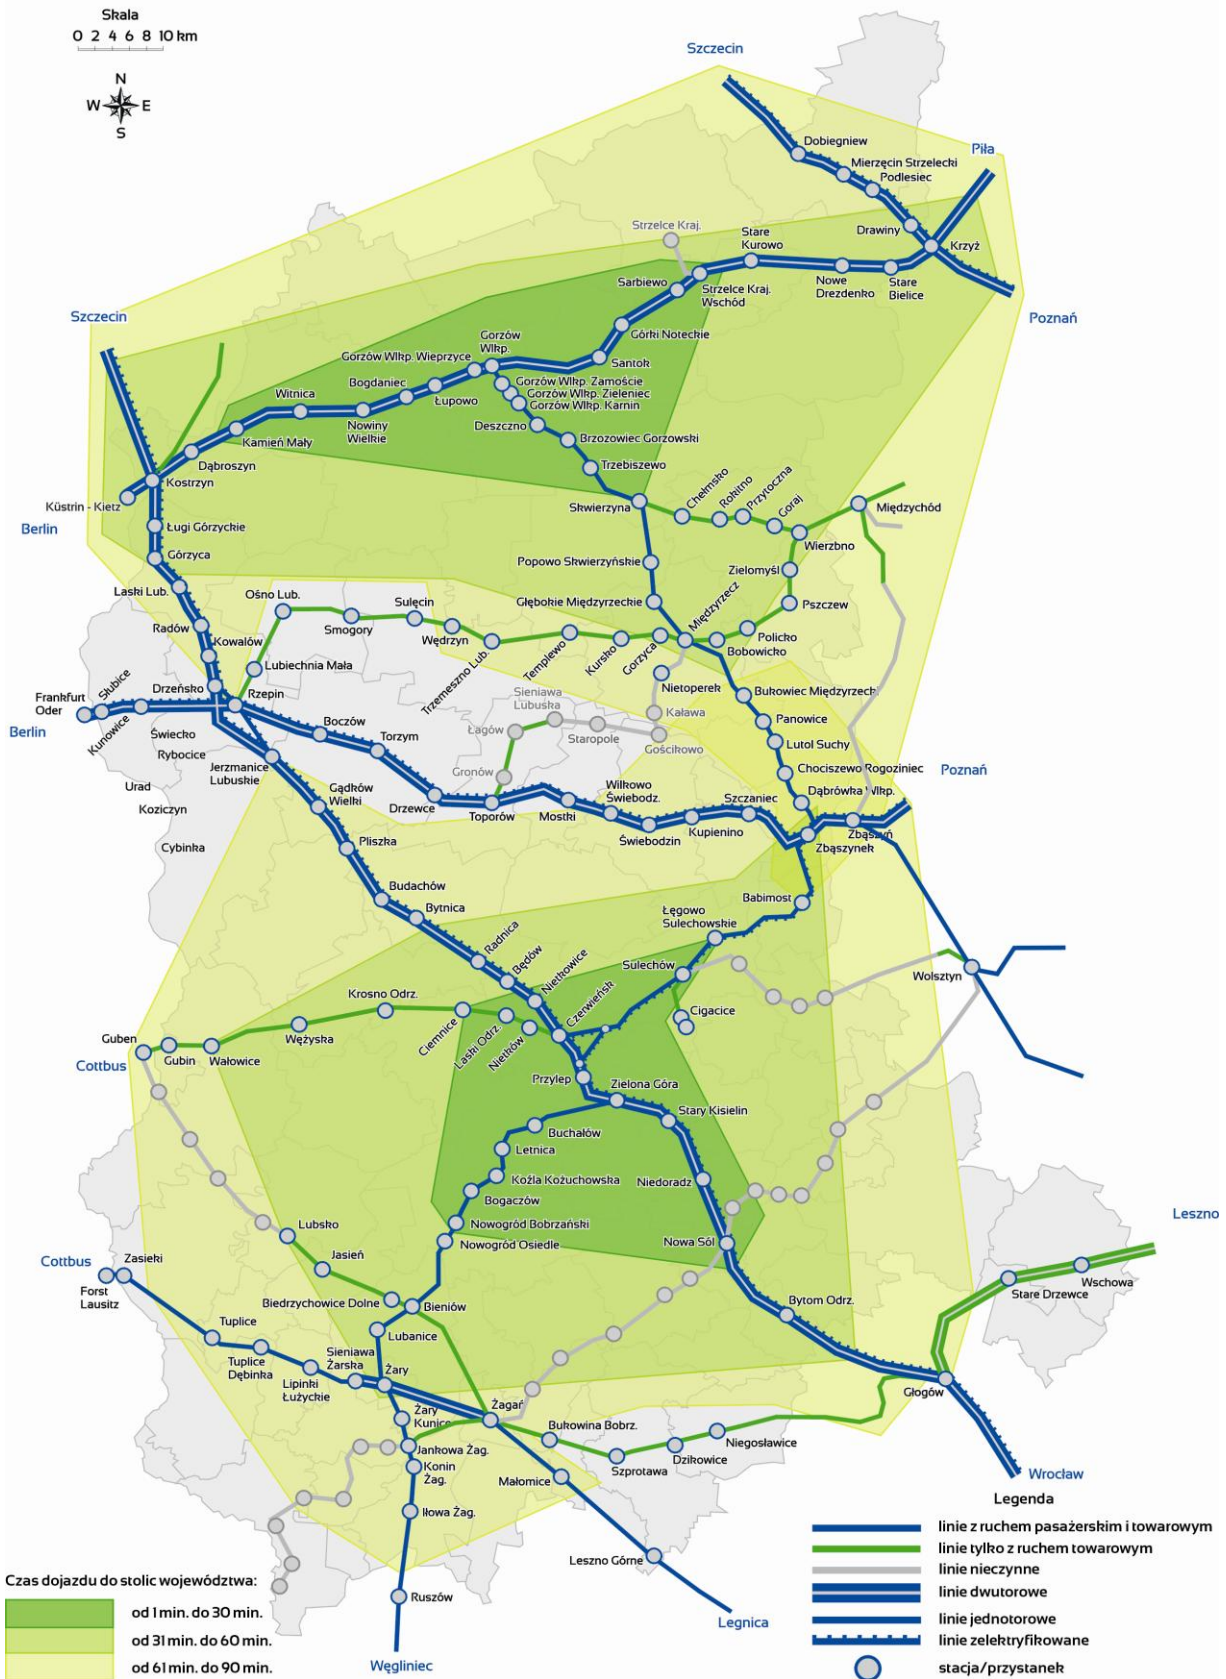 Skala
0 2 4 6 8 10 km
N
W E
S
Szczecin
Dobiegniew
Mierzęcin Strzelecki
Podlesiec
Piła
Drawiny
Krzyż
Strzelce Kraj.
Stare
Kurowo
Sarbiewo
Strzelce Kraj.
Wschód
Nowe
Drezdenko
Stare
Bielice
Poznań
Szczecin
Górki Noteckie
Gorzów
Wlkp.
Gorzów Wlkp. Wieprzyce
Santok
Bogdaniec
Witnica
Łupowo
Gorzów Wlkp. Zamoście
Gorzów Wlkp. Zieleniec
Gorzów Wlkp. Karnin
Nowiny
Wielkie
Deszczno
Kamień Mały
Brzozowiec Gorzowski
Dąbroszyn
Trzebiszewo
Kostrzyn
Küstrin - Kietz
Skwierzyna
Chełmsko
Rokitno
Przytoczna
Goraj
Międzychód
Berlin
Ługi Górzyckie
Wierzbno
Górzyca
Popowo Skwierzyńskie
Zielomyśl
Laski Lub.
Ośno Lub.
Sulęcin
Głębokie Międzyrzeckie
Międzyrzecz
Pszczew
Radów
Smogory
Wędrzyn
Policko
Kowalów
Trzemeszno Lub.
Templewo
Kursko
Gorzyca
Bobowicko
Lubiechnia Mała
Nietoperek
Drzeńsko
Rzepin
Bukowiec Międzyrzeck
Frankfurt
Oder
Słubice
Kunowice
Sieniawa
Lubuska
Kaława
Panowice
Berlin
Świecko
Boczów
Łagów
Staropole
Gościkowo
Lutol Suchy
Rybocice
Torzym
Jerzmanice
Lubuskie
Gronów
Chociszewo Rogoziniec
Poznań
Urad
Gądków
Wielki
Drzewce
Toporów
Mostki
Wilkowo
Świebodz.
Szczaniec
Dąbrówka Wlkp.
Koziczyn
Świebodzin
Kupienino
Zbąszyń
Zbąszynek
Cybinka
Pliszka
Budachów
Babimost
Bytnica
Łęgowo
Sulechowskie
Radnica
Będów
Nietkowice
Sulechów
Wolsztyn
Krosno Odrz.
Czerwieńsk
Cigacice
Wężyska
Ciemnice
Laski Odrz.
Nietków
Guben
Gubin
Wałowice
Cottbus
Przylep
Zielona Góra
Stary Kisielin
Buchałów
Letnica
Koźla Kożuchowska
Niedoradz
Bogaczów
Nowogród Bobrzański
Lubsko
Nowogród Osiedle
Nowa Sól
Leszno
Cottbus
Zasieki
Jasień
Forst
Lausitz
Biedrzychowice Dolne
Bieniów
Bytom Odrz.
Stare Drzewce
Wschowa
Tuplice
Lubanice
Tuplice
Dębinka
Sieniawa
Żarska
Lipinki
Łużyckie
Żary
Głogów
Żary
Kunice
Żagań
Bukowina Bobrz.
Jankowa Żag.
Niegosławice
Konin
Żag.
Szprotawa
Dzikowice
Małomice
Wrocław
Iłowa Żag.
Leszno Górne
Ruszów
Legnica
Węgliniec
Legenda
linie z ruchem pasażerskim i towarowym
linie tylko z ruchem towarowym
linie nieczynne
linie dwutorowe
linie jednotorowe
linie zelektryfikowane
stacja/przystanek
Czas dojazdu do stolic województwa:
od 1 min. do 30 min.
od 31 min. do 60 min.
od 61 min. do 90 min.